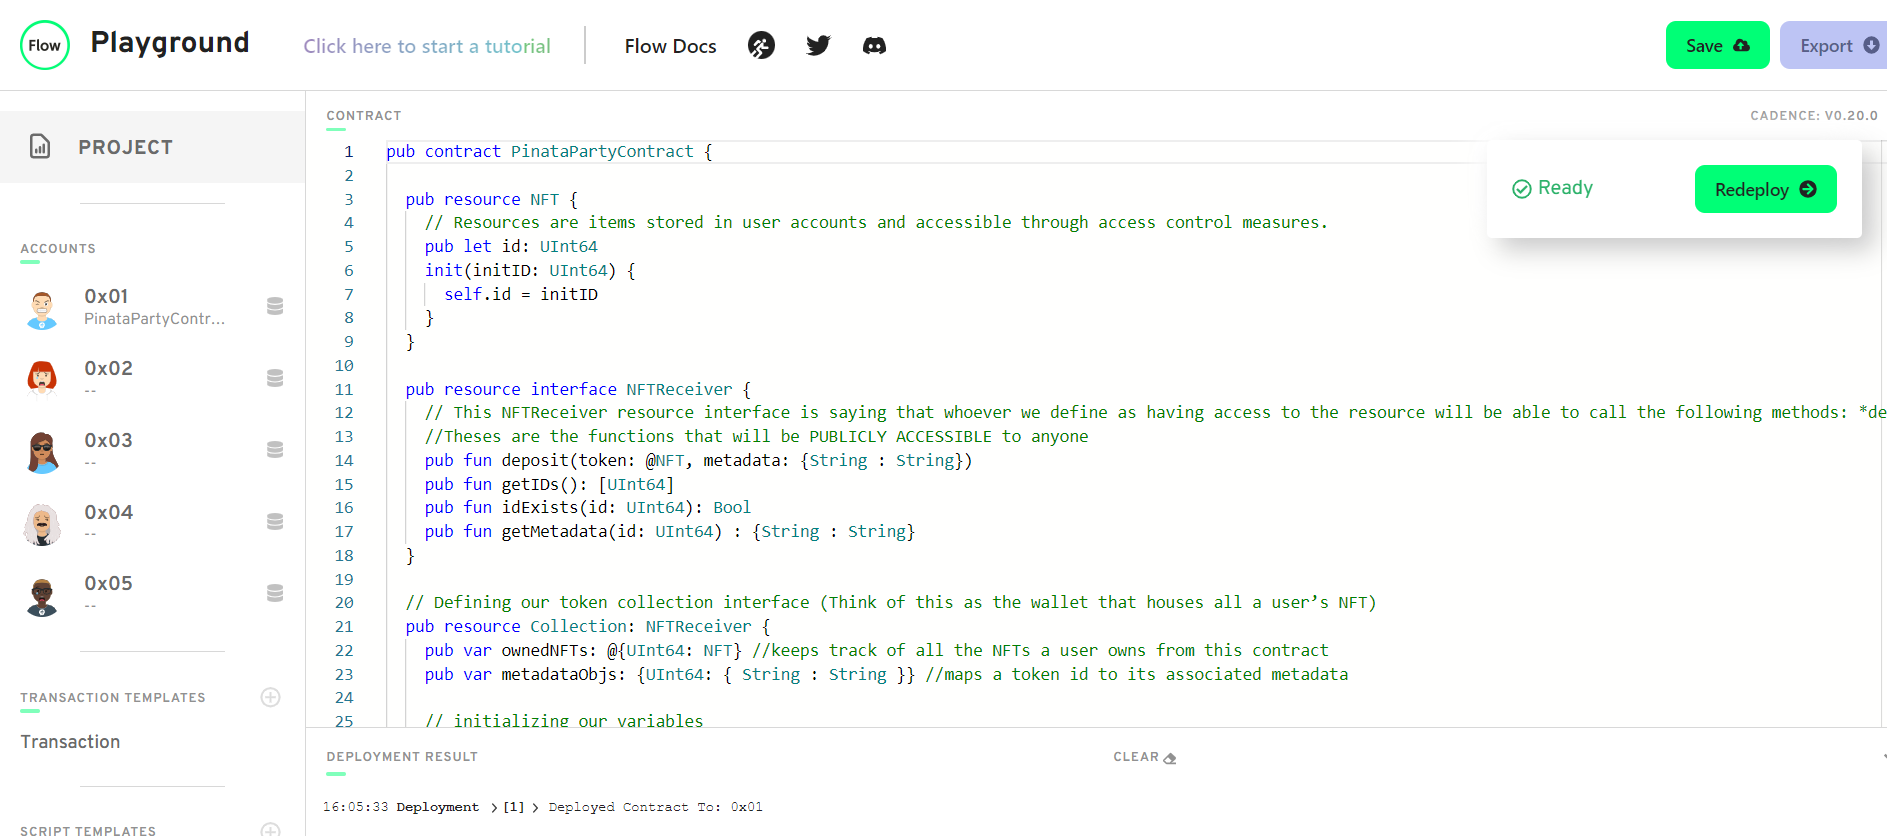 Flow
Playground
Click here to start a tutorial
Flow Docs
Save
Export
PROJECT
ACCOUNTS
0x01
PinataPartyContr...
0x02
--
0x03
--
0x04
--
0x05
--
TRANSACTION TEMPLATES
Transaction
SCRIPT TEMPLATES
CONTRACT
CADENCE: V0.20.0
Ready
Redeploy
1 pub contract PinataPartyContract {
2
3 pub resource NFT {
4 // Resources are items stored in user accounts and accessible through access control measures.
5 pub let id: UInt64
6 init(initID: UInt64) {
7 self.id = initID
8 }
9 }
10
11 pub resource interface NFTReceiver {
12 // This NFTReceiver resource interface is saying that whoever we define as having access to the resource will be able to call the following methods: *de
13 //Theses are the functions that will be PUBLICLY ACCESSIBLE to anyone
14 pub fun deposit(token: @NFT, metadata: {String : String})
15 pub fun getIDs(): [UInt64]
16 pub fun idExists(id: UInt64): Bool
17 pub fun getMetadata(id: UInt64) : {String : String}
18 }
19
20 // Defining our token collection interface (Think of this as the wallet that houses all a user’s NFT)
21 pub resource Collection: NFTReceiver {
22 pub var ownedNFTs: @{UInt64: NFT} //keeps track of all the NFTs a user owns from this contract
23 pub var metadataObjs: {UInt64: { String : String }} //maps a token id to its associated metadata
24
25 // initializing our variables
DEPLOYMENT RESULT
CLEAR
16:05:33 Deployment >[1]> Deployed Contract To: 0x01